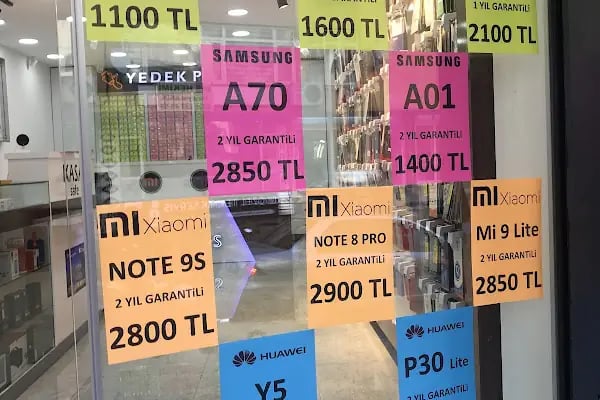 1100 TL
1600 TL
1 YIL GARANTİLİ
2100 TL
YEDEK P
SAMSUNG
A70
2 YIL GARANTİLİ
2850 TL
SAMSUNG
A01
2 YIL GARANTİLİ
1400 TL
KASA
mi Xiaomi
NOTE 9S
2 YIL GARANTİLİ
2800 TL
mi Xiaomi
NOTE 8 PRO
2 YIL GARANTİLİ
2900 TL
mi Xiaomi
Mi 9 Lite
2 YIL GARANTİLİ
2850 TL
HUAWEI
Y5
HUAWEI
P30 Lite
2 YIL GARANTİLİ